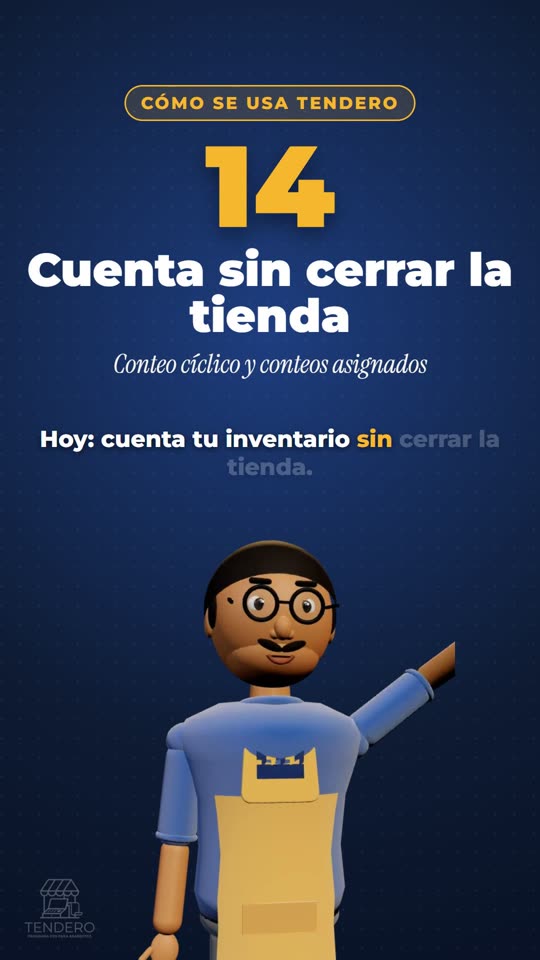 CÓMO SE USA TENDERO
14
Cuenta sin cerrar la
tienda
Conteo cíclico y conteos asignados
Hoy: cuenta tu inventario sin cerrar la
tienda.
TENDERO